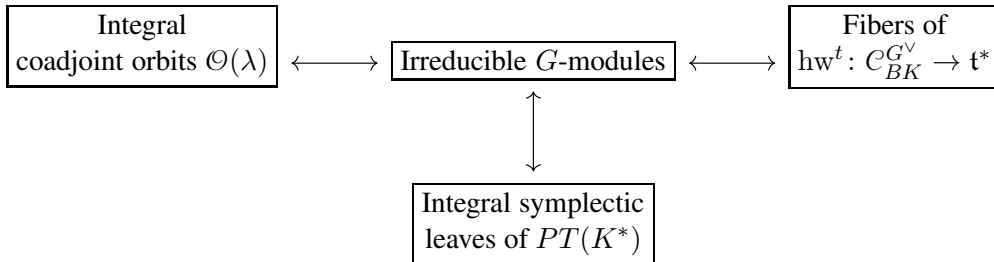 Integral
coadjoint orbits 𝒪(λ)
Irreducible G-modules
Fibers of
hw^t : 𝒞_{BK}^{G^∨} → 𝔱*
Integral symplectic
leaves of PT(K*)